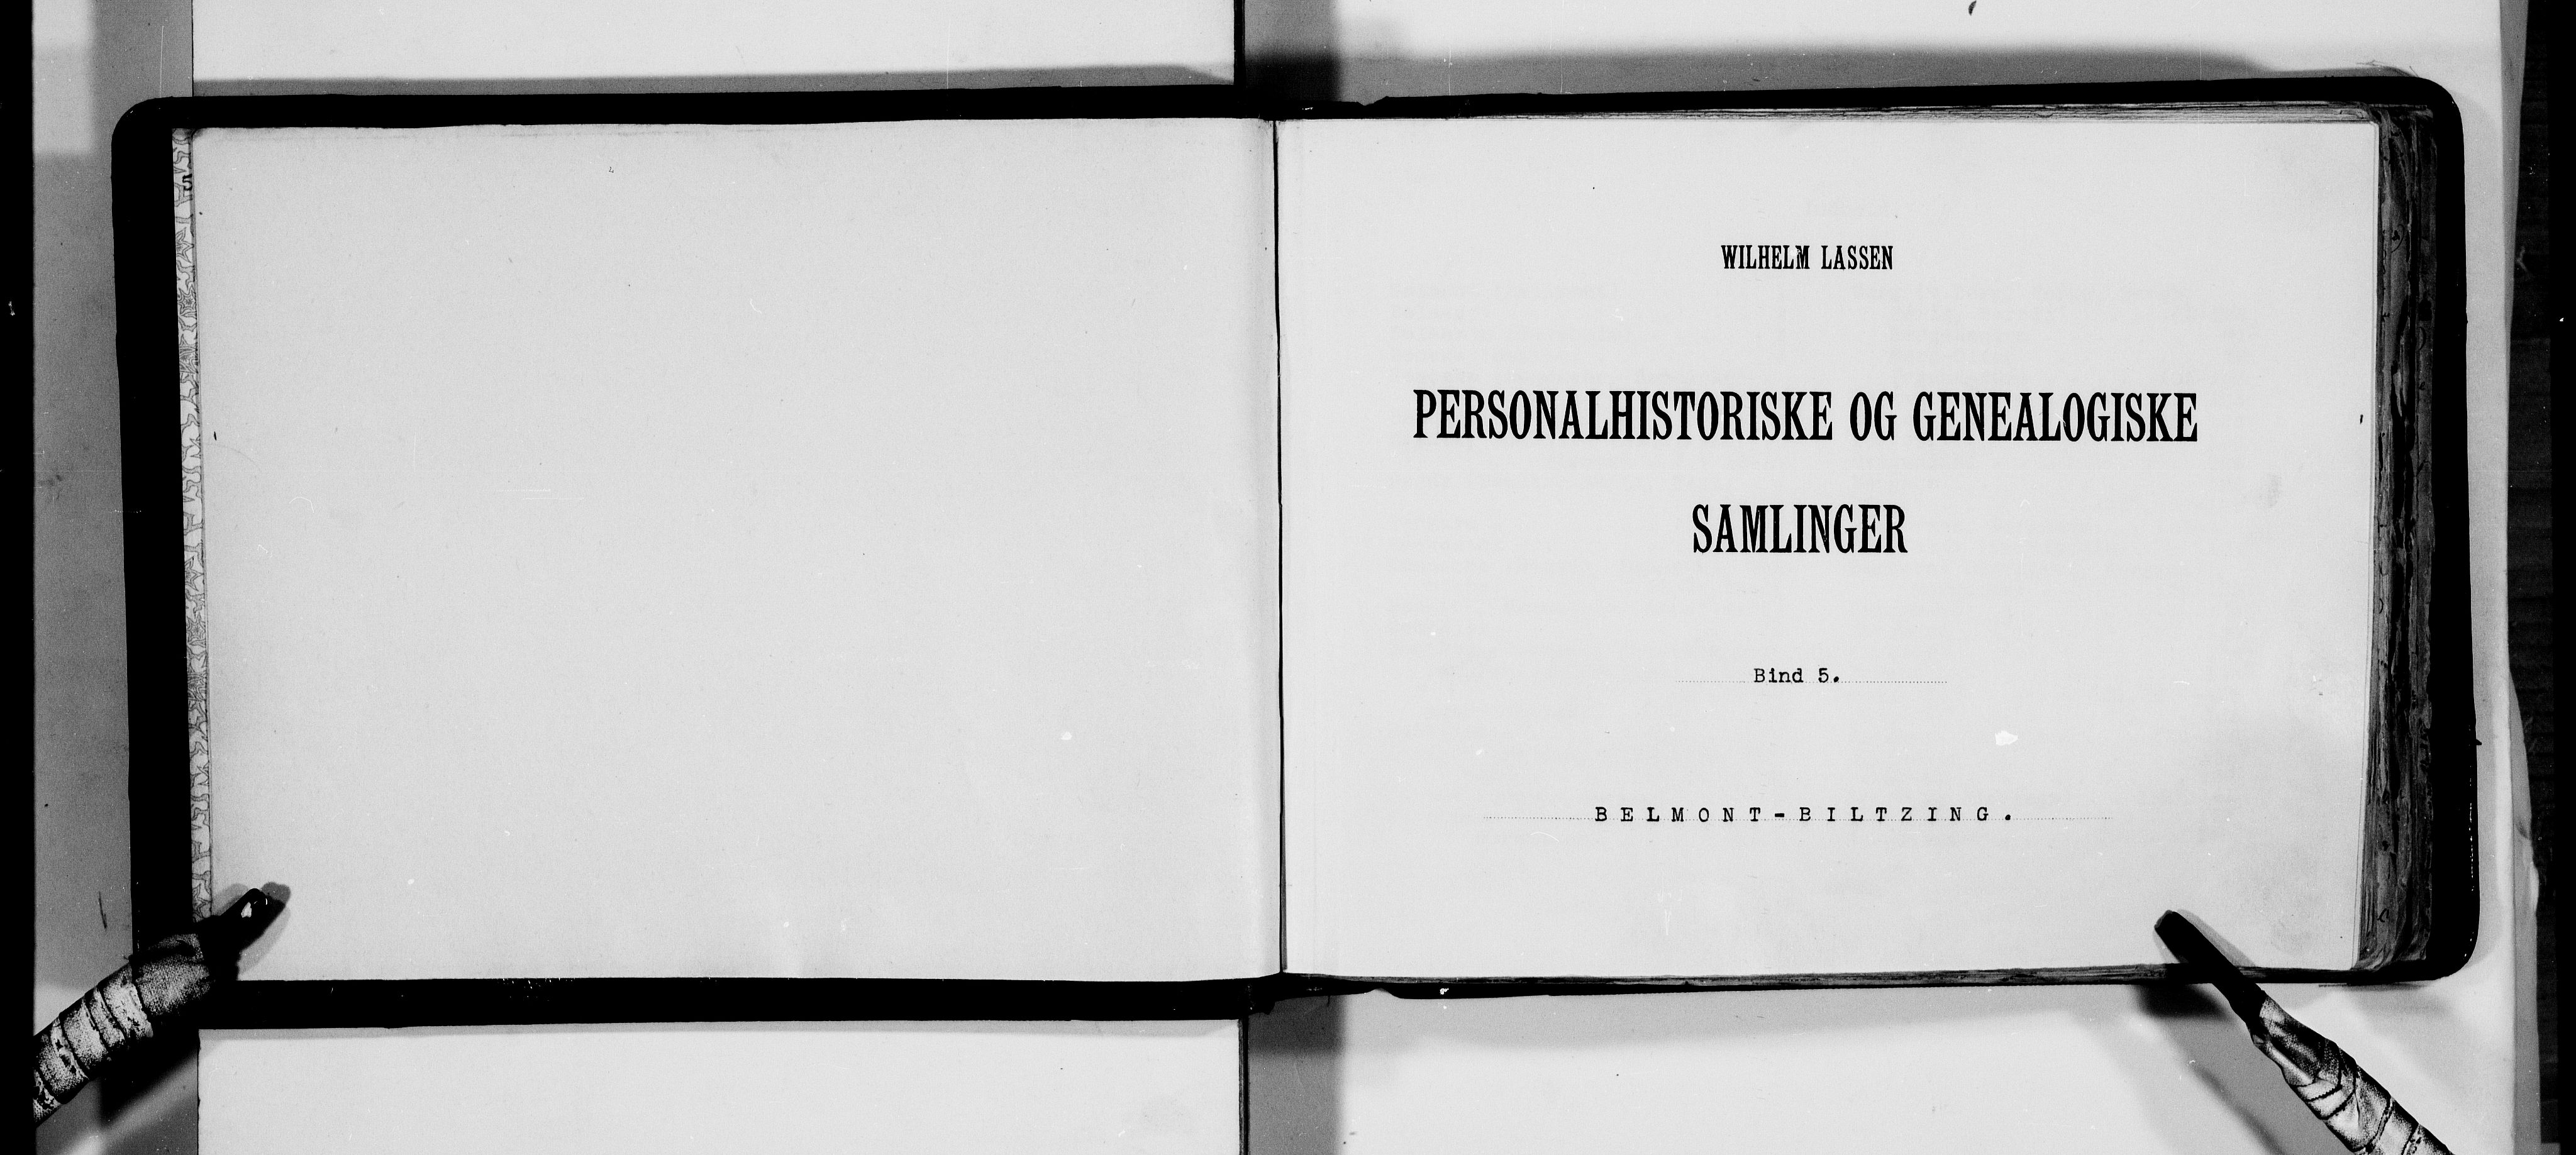 WILHELM LASSEN
PERSONALHISTORISKE OG GENEALOGISKE
SAMLINGER
Bind 5.
BELMONT-BILTZING.